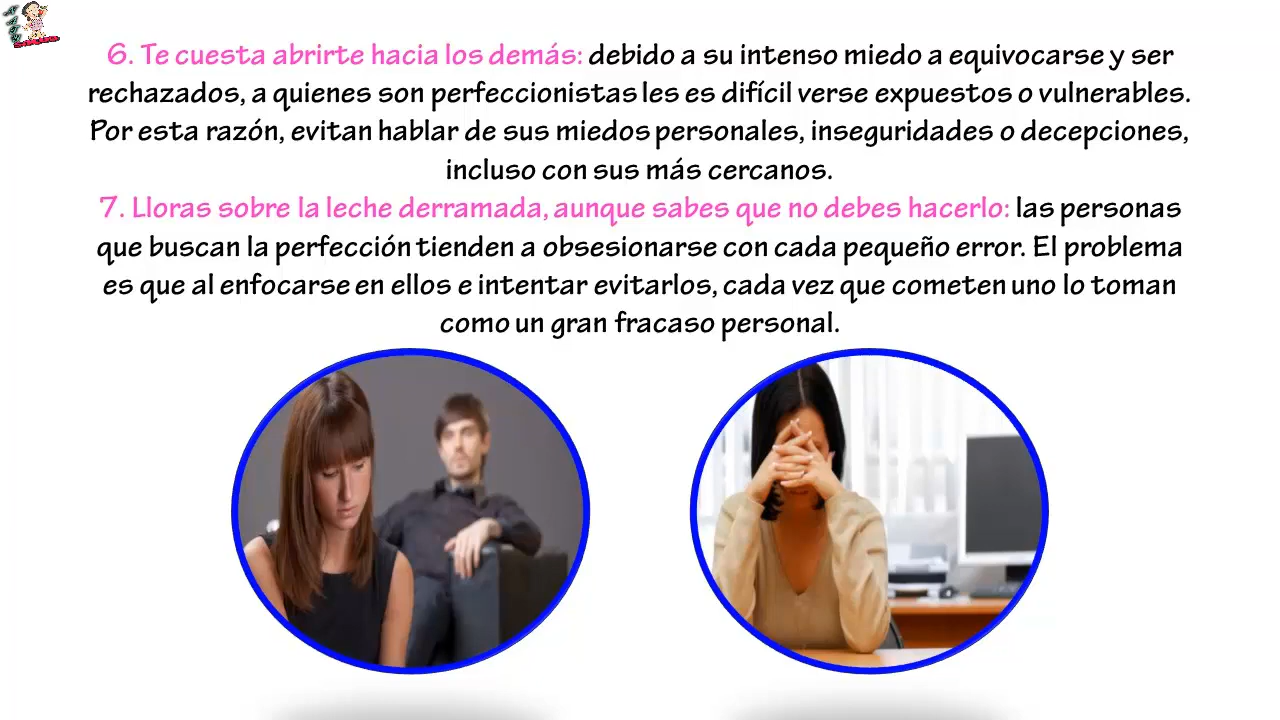 6. Te cuesta abrirte hacia los demás: debido a su intenso miedo a equivocarse y ser
rechazados, a quienes son perfeccionistas les es difícil verse expuestos o vulnerables.
Por esta razón, evitan hablar de sus miedos personales, inseguridades o decepciones,
incluso con sus más cercanos.
7. Lloras sobre la leche derramada, aunque sabes que no debes hacerlo: las personas
que buscan la perfección tienden a obsesionarse con cada pequeño error. El problema
es que al enfocarse en ellos e intentar evitarlos, cada vez que cometen uno lo toman
como un gran fracaso personal.